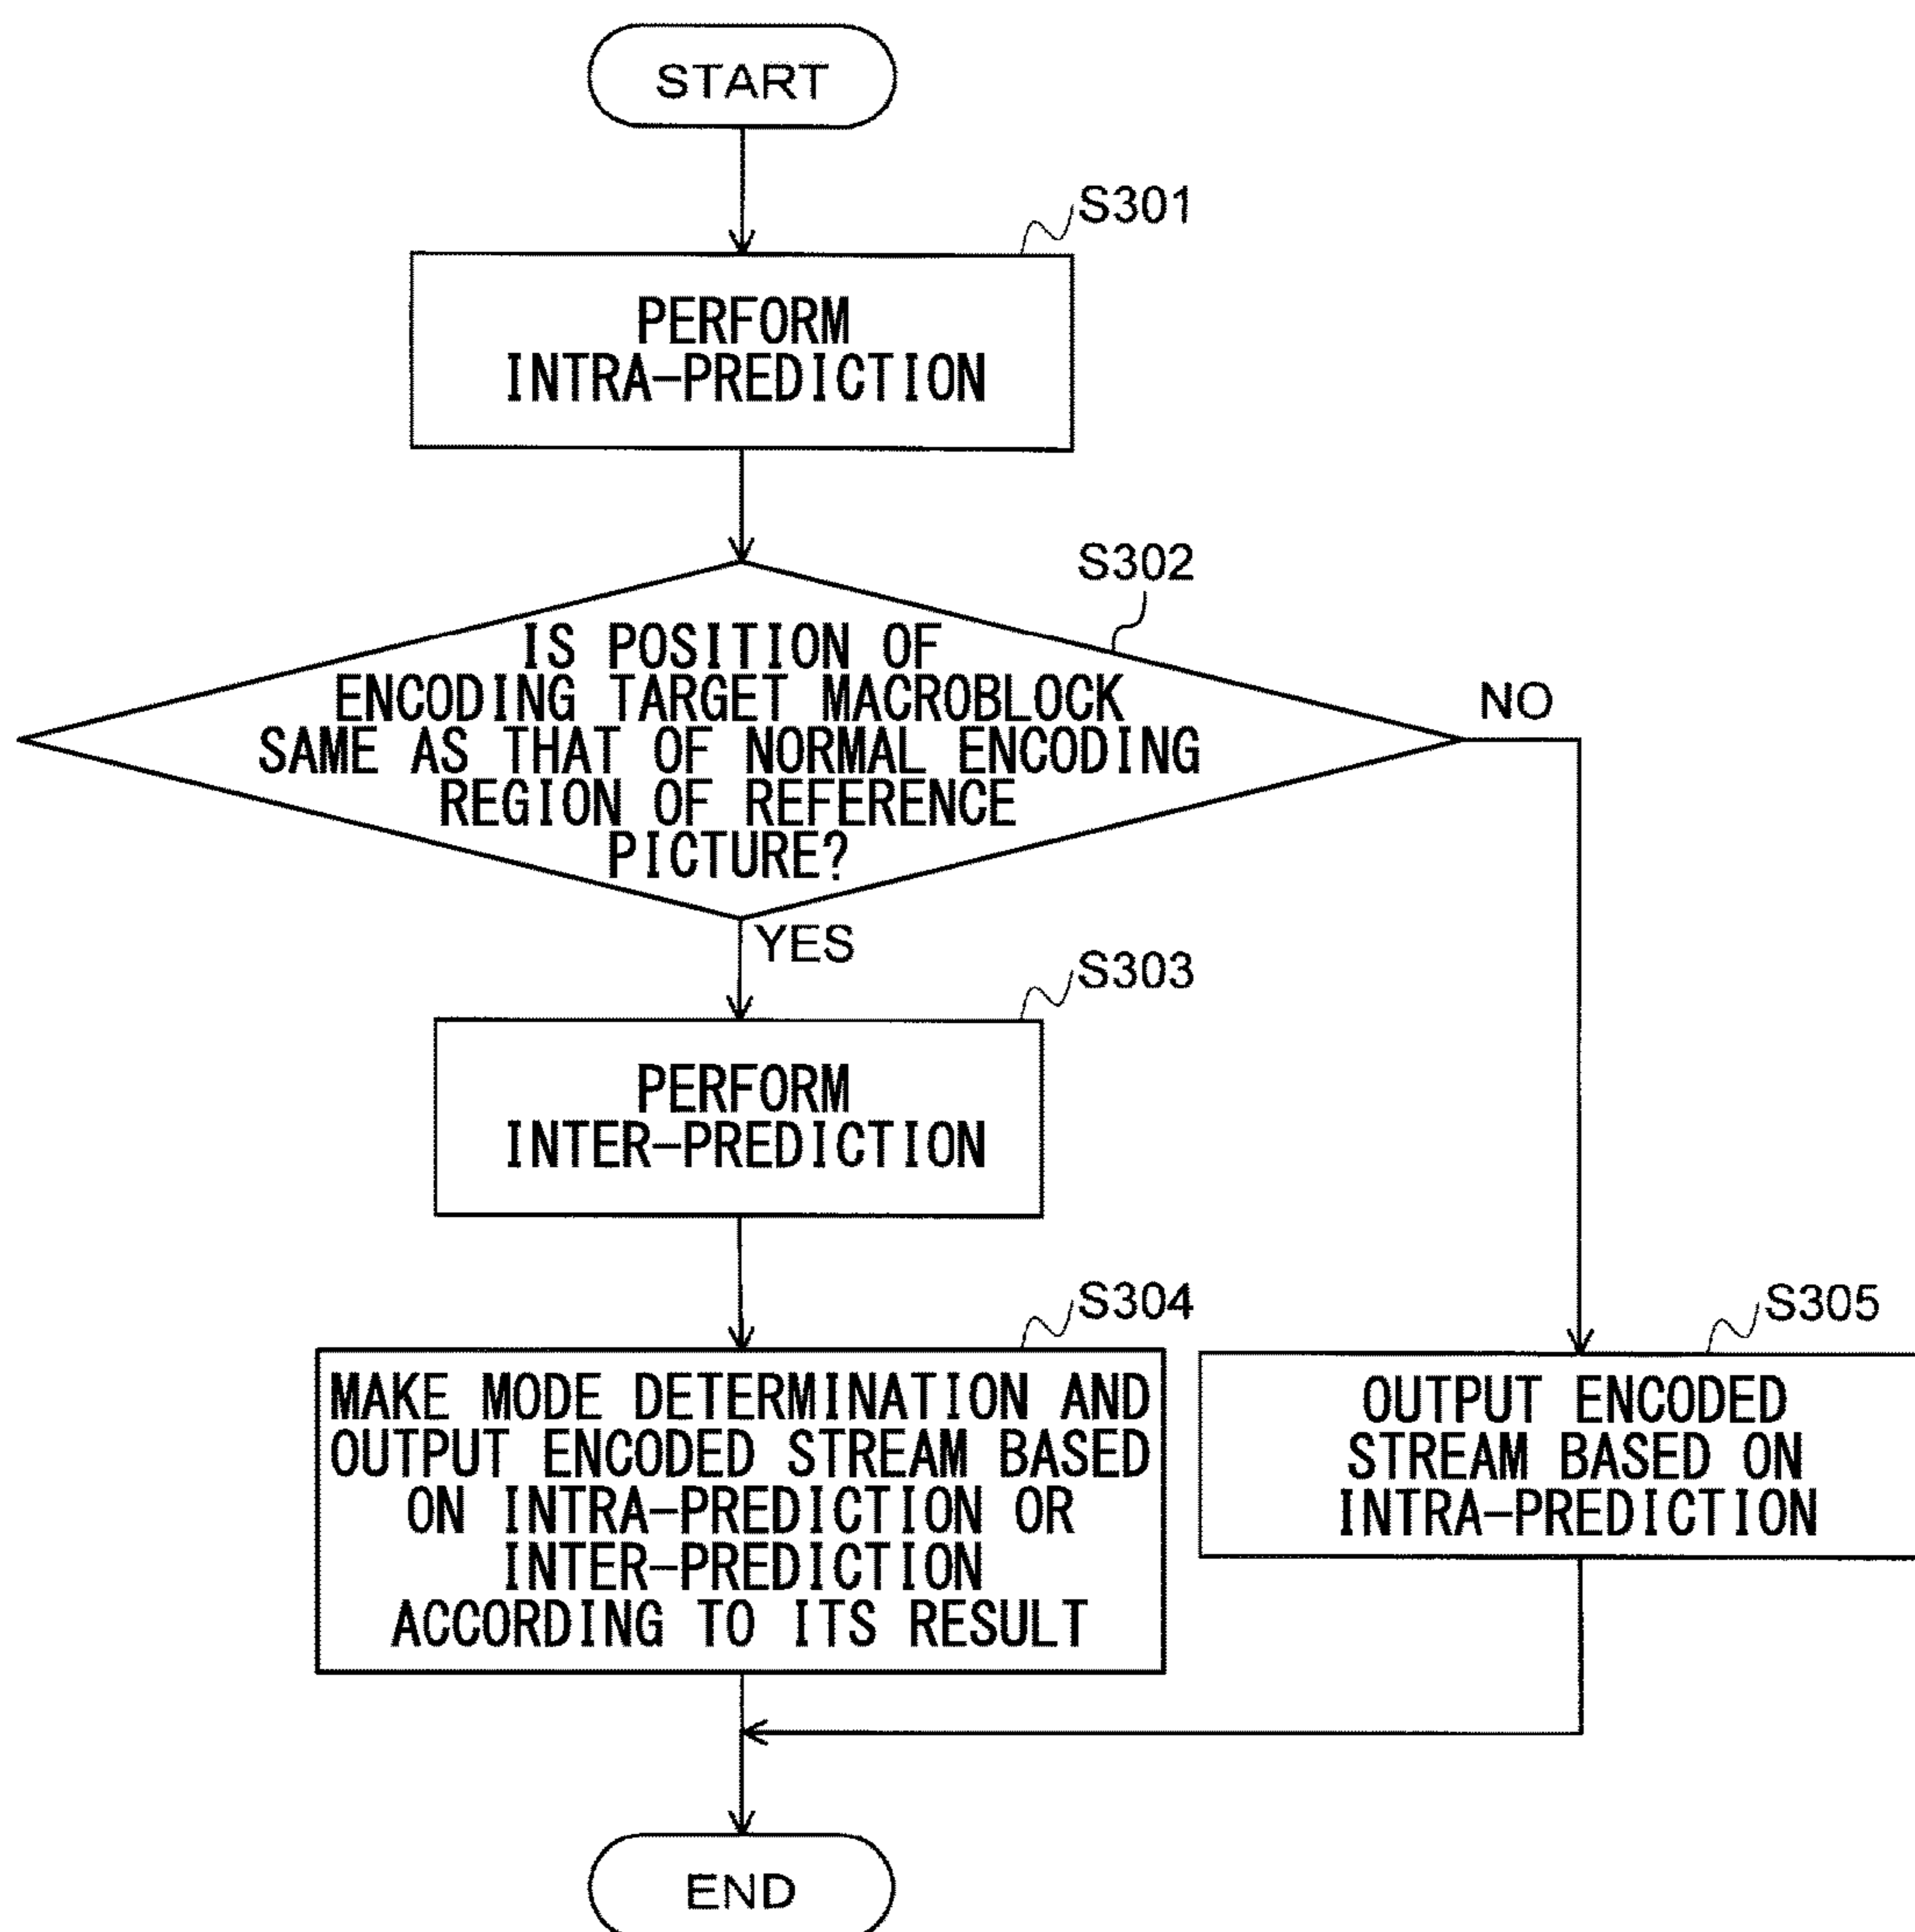 START
S301
PERFORM
INTRA-PREDICTION
S302
IS POSITION OF
ENCODING TARGET MACROBLOCK
SAME AS THAT OF NORMAL ENCODING
REGION OF REFERENCE
PICTURE?
NO
YES
S303
PERFORM
INTER-PREDICTION
S304
MAKE MODE DETERMINATION AND
OUTPUT ENCODED STREAM BASED
ON INTRA-PREDICTION OR
INTER-PREDICTION
ACCORDING TO ITS RESULT
S305
OUTPUT ENCODED
STREAM BASED ON
INTRA-PREDICTION
END